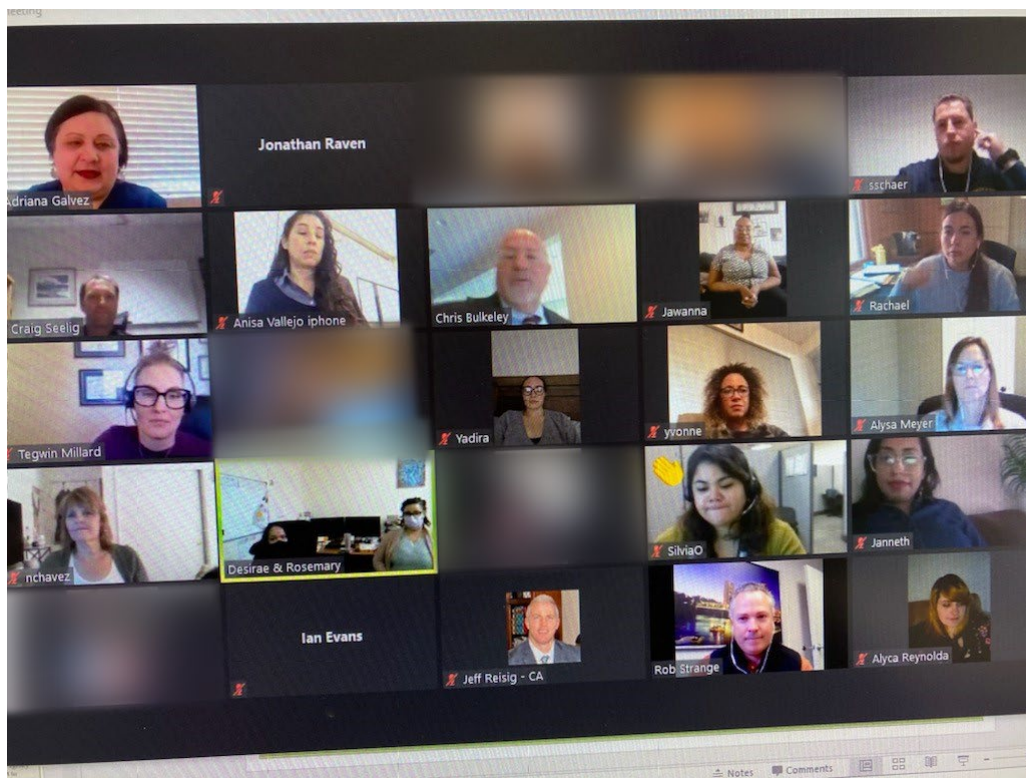 Meeting
Jonathan Raven
Adriana Galvez
sschaer
Craig Seelig
Anisa Vallejo iphone
Chris Bulkeley
Jawanna
Rachael
Tegwin Millard
Yadira
yvonne
Alysa Meyer
nchavez
Desirae & Rosemary
SilviaO
Janneth
Ian Evans
Jeff Reisig - CA
Rob Strange
Alyca Reynolda
Notes
Comments